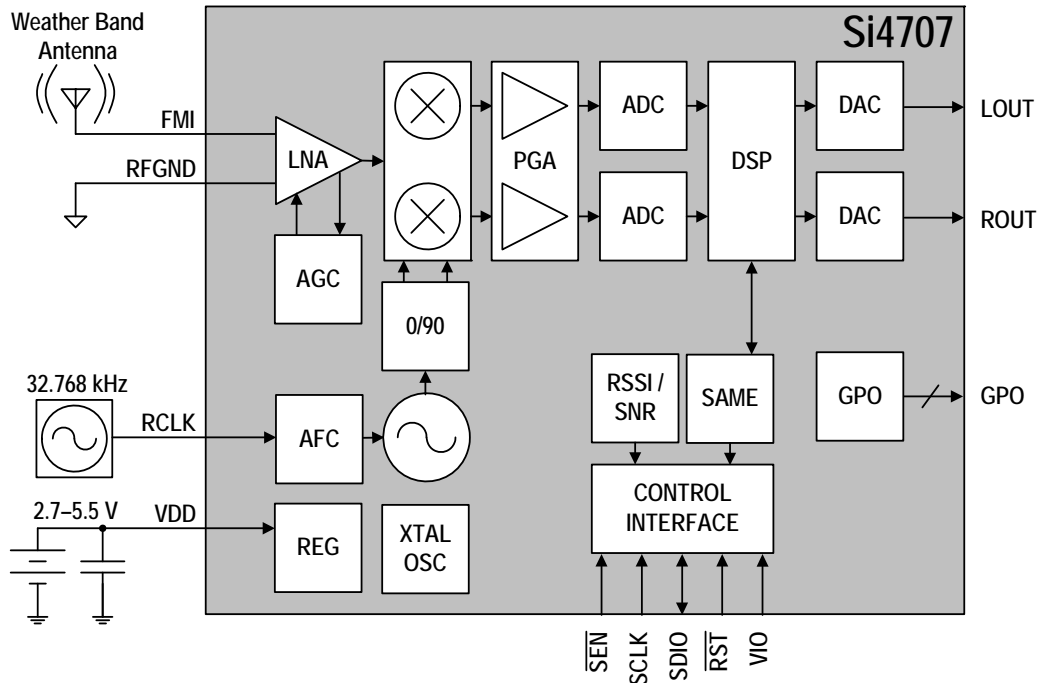 Si4707
Weather Band
Antenna
FMI
RFGND
LNA
AGC
0/90
PGA
ADC
ADC
DSP
DAC
DAC
LOUT
ROUT
32.768 kHz
RCLK
AFC
RSSI /
SNR
SAME
GPO
GPO
2.7–5.5 V
VDD
REG
XTAL
OSC
CONTROL
INTERFACE
SEN
SCLK
SDIO
RST
VIO